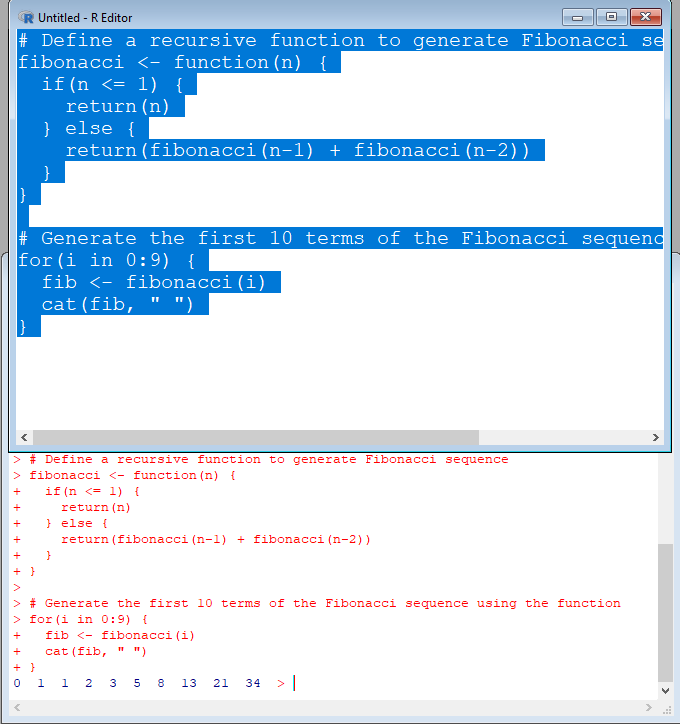 Untitled - R Editor
# Define a recursive function to generate Fibonacci se
fibonacci <- function(n) {
  if(n <= 1) {
    return(n)
  } else {
    return(fibonacci(n-1) + fibonacci(n-2))
  }
}

# Generate the first 10 terms of the Fibonacci sequenc
for(i in 0:9) {
  fib <- fibonacci(i)
  cat(fib, " ")
}
> # Define a recursive function to generate Fibonacci sequence
> fibonacci <- function(n) {
+   if(n <= 1) {
+     return(n)
+   } else {
+     return(fibonacci(n-1) + fibonacci(n-2))
+   }
+ }
>
> # Generate the first 10 terms of the Fibonacci sequence using the function
> for(i in 0:9) {
+   fib <- fibonacci(i)
+   cat(fib, " ")
+ }
0  1  1  2  3  5  8  13  21  34  >